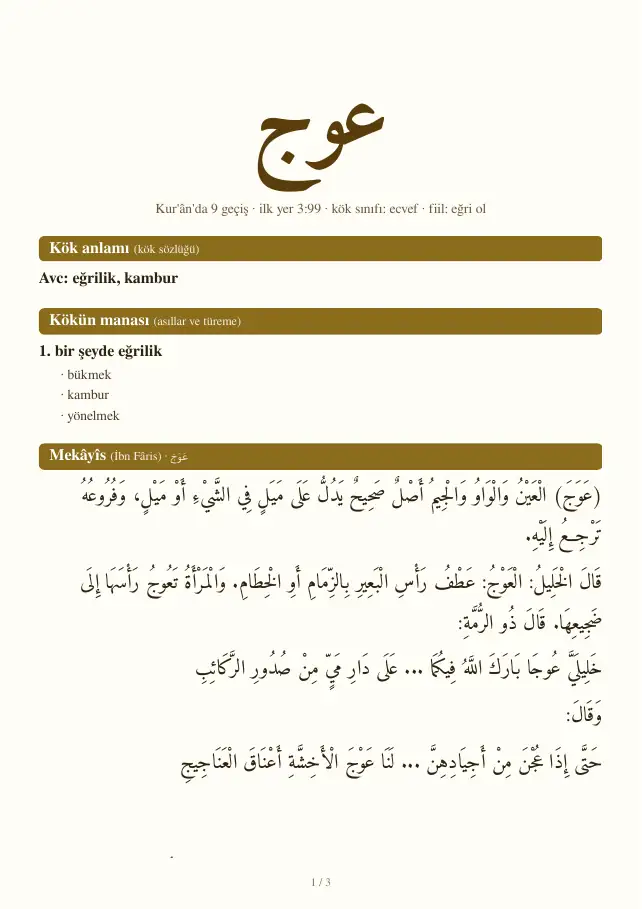 عوج
Kur'ân'da 9 geçiş · ilk yer 3:99 · kök sınıfı: ecvef · fiil: eğri ol
Kök anlamı (kök sözlüğü)
Avc: eğrilik, kambur
Kökün manası (asıllar ve türeme)
1. bir şeyde eğrilik
· bükmek
· kambur
· yönelmek
Mekâyîs (İbn Fâris) · عَوَجَ
(عَوَجَ) الْعَيْنُ وَالْوَاوُ وَالْجِيمُ أَصْلٌ صَحِيحٌ يَدُلُّ عَلَى مَيَلٍ فِي الشَّيْءِ أَوْ مَيْلٍ، وَفُرُوعُهُ
تَرْجِعُ إِلَيْهِ.
قَالَ الْخَلِيلُ: الْعَوْجُ: عَطْفُ رَأْسِ الْبَعِيرِ بِالزِّمَامِ أَوِ الْخِطَامِ. وَالْمَرْأَةُ تَعُوجُ رَأْسَهَا إِلَى
ضَجِيعِهَا. قَالَ ذُو الرُّمَّةِ:
خَلِيلَيَّ عُوجَا بَارَكَ اللَّهُ فِيكُمَا ... عَلَى دَارِ مَيٍّ مِنْ صُدُورِ الرَّكَائِبِ
وَقَالَ:
حَتَّى إِذَا عُجْنَ مِنْ أَجِيَادِهِنَّ ... لَنَا عَوْجَ الْأَخِشَّةِ أَعْنَاقَ الْعَنَاجِيجِ
1 / 3